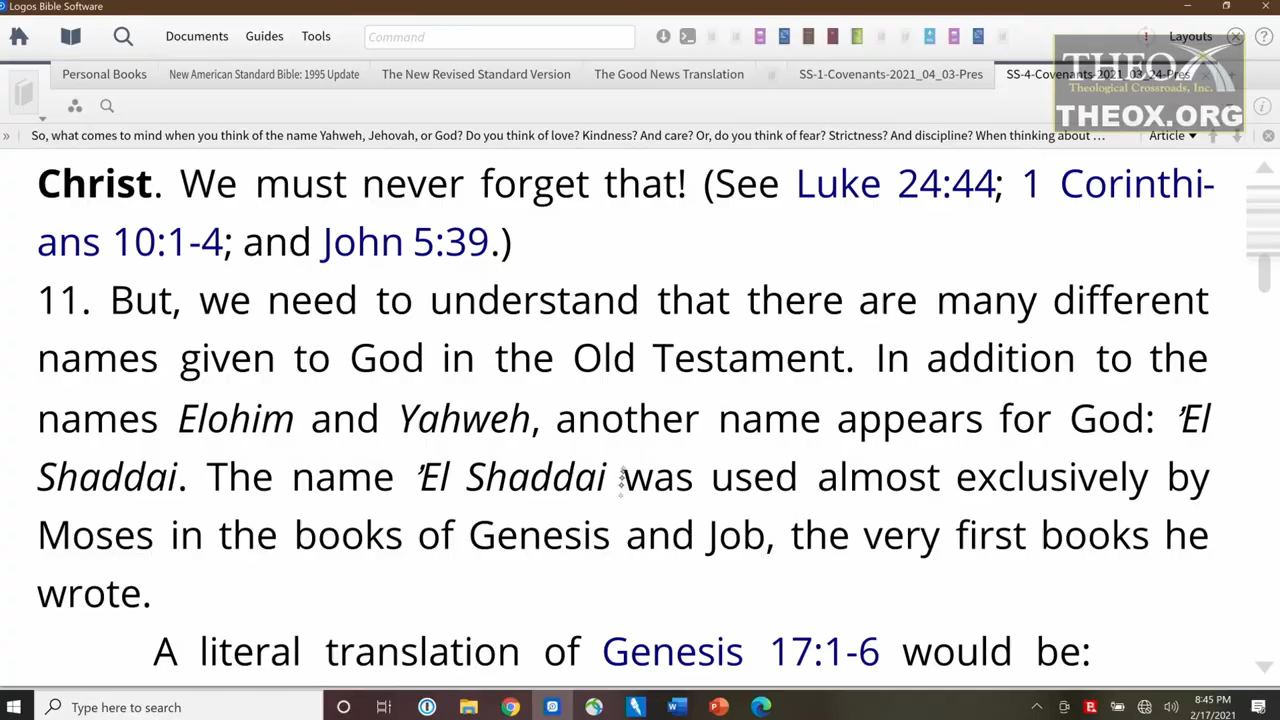 Logos Bible Software
Documents Guides Tools Command Layouts
THEOX
Theological Crossroads, Inc.
THEOX.ORG
Personal Books New American Standard Bible: 1995 Update The New Revised Standard Version The Good News Translation SS-1-Covenants-2021_04_03-Pres SS-4-Covenants-2021_03_24-Pres
So, what comes to mind when you think of the name Yahweh, Jehovah, or God? Do you think of love? Kindness? And care? Or, do you think of fear? Strictness? And discipline? When thinking about ... Article
Christ. We must never forget that! (See Luke 24:44; 1 Corinthi-
ans 10:1-4; and John 5:39.)
11. But, we need to understand that there are many different
names given to God in the Old Testament. In addition to the
names Elohim and Yahweh, another name appears for God: ’El
Shaddai. The name ’El Shaddai was used almost exclusively by
Moses in the books of Genesis and Job, the very first books he
wrote.
A literal translation of Genesis 17:1-6 would be:
Type here to search
8:45 PM
2/17/2021